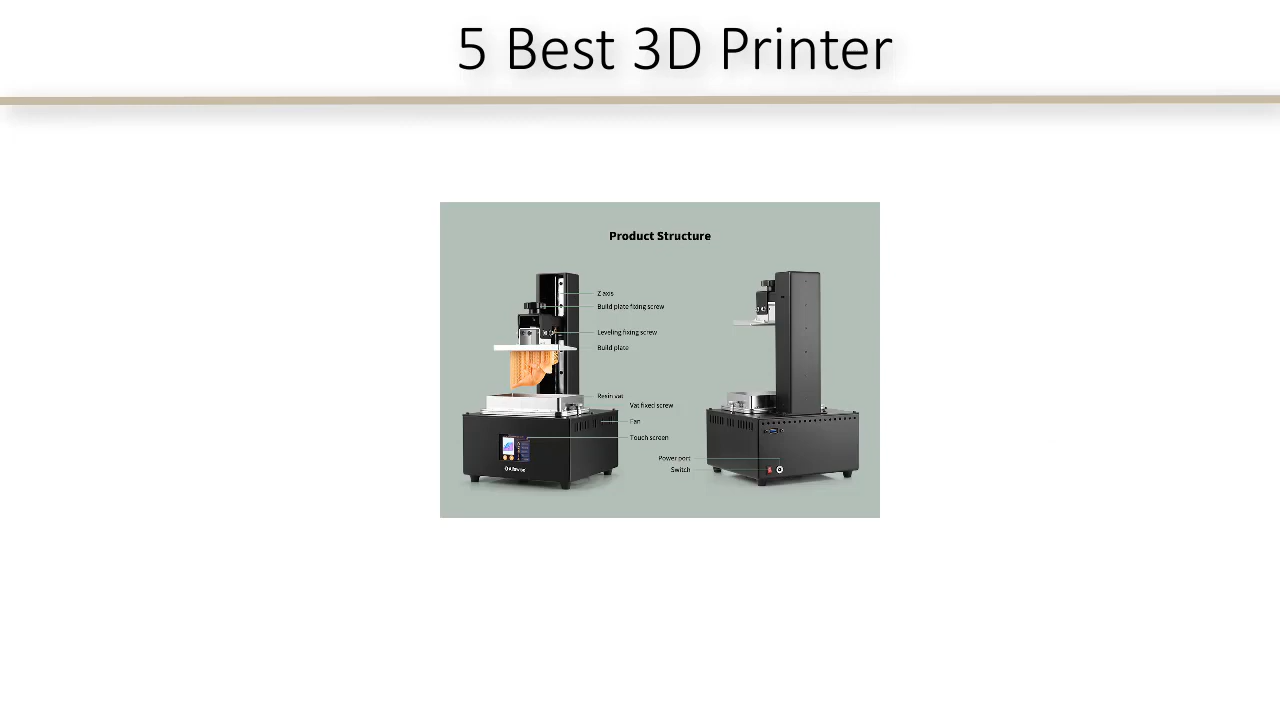 5 Best 3D Printer
Product Structure
Z axis
Build plate fixing screw
Leveling fixing screw
Build plate
Resin vat
Vat fixed screw
Fan
Touch screen
Power port
Switch